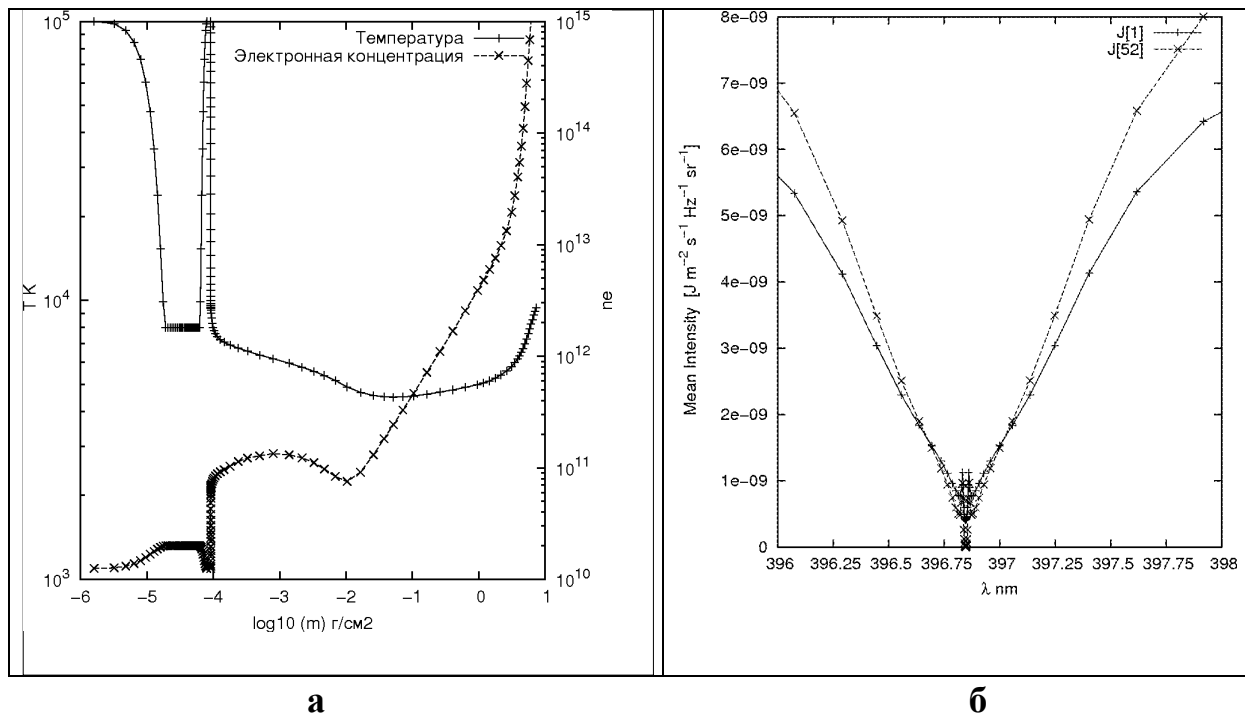 10^5
10^4
10^3
T K
Температура
Электронная концентрация
10^15
10^14
10^13
10^12
10^11
10^10
ne
−6 −5 −4 −3 −2 −1 0 1
log10 (m) г/см2
8e−09
7e−09
6e−09
5e−09
4e−09
3e−09
2e−09
1e−09
0
Mean Intensity [J m^−2 s^−1 Hz^−1 sr^−1]
J[1]
J[52]
396 396.25 396.5 396.75 397 397.25 397.5 397.75 398
λ nm
а
б